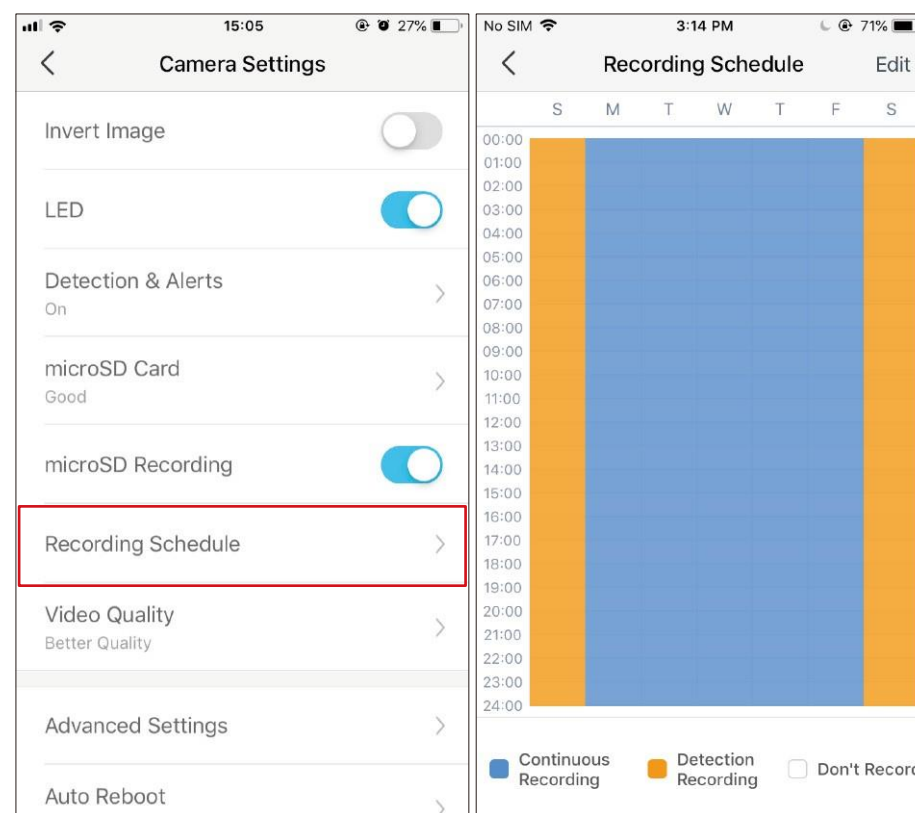 15:05
27%
Camera Settings
Invert Image
LED
Detection & Alerts
On
microSD Card
Good
microSD Recording
Recording Schedule
Video Quality
Better Quality
Advanced Settings
Auto Reboot
No SIM
3:14 PM
71%
Recording Schedule
Edit
S M T W T F S
00:00
01:00
02:00
03:00
04:00
05:00
06:00
07:00
08:00
09:00
10:00
11:00
12:00
13:00
14:00
15:00
16:00
17:00
18:00
19:00
20:00
21:00
22:00
23:00
24:00
Continuous
Recording
Detection
Recording
Don't Record